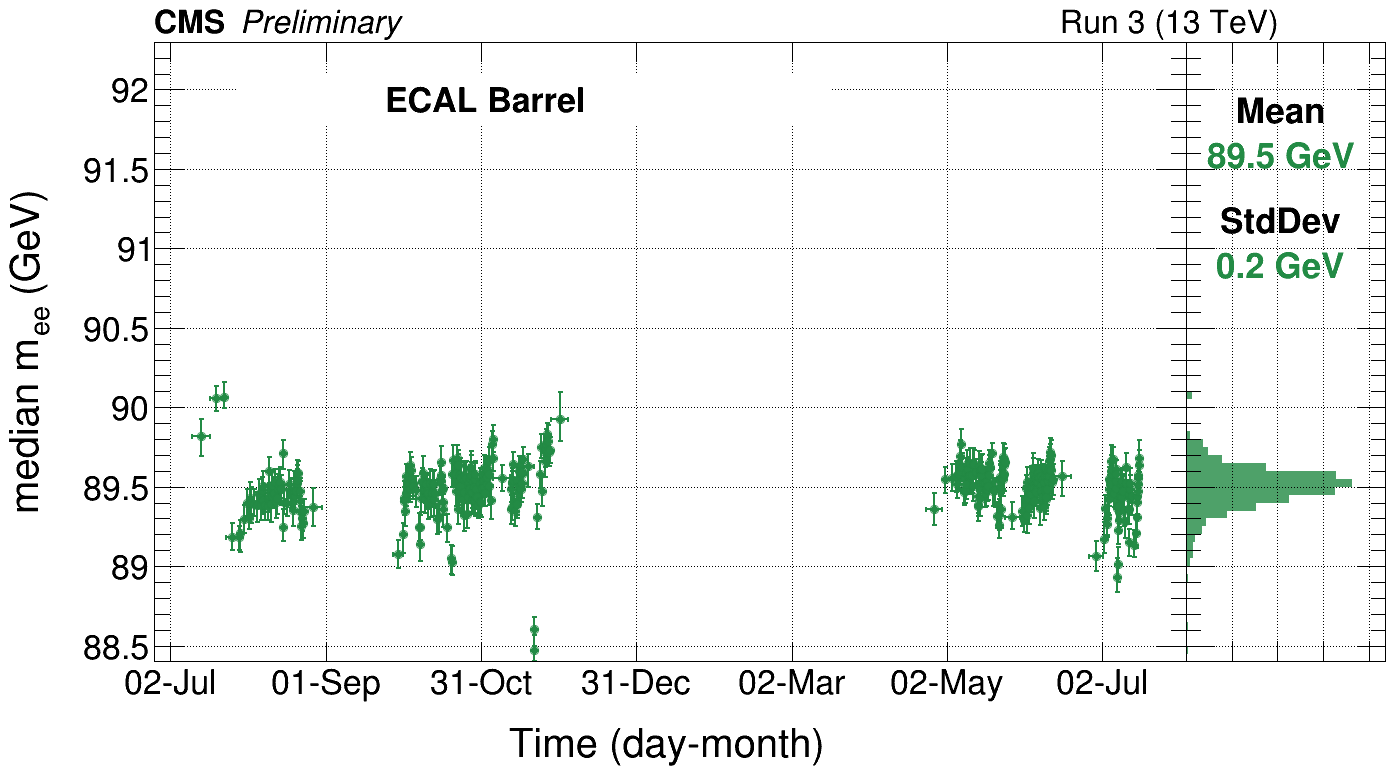 CMS Preliminary
Run 3 (13 TeV)
ECAL Barrel
Mean
89.5 GeV
StdDev
0.2 GeV
median mee (GeV)
92
91.5
91
90.5
90
89.5
89
88.5
02-Jul 01-Sep 31-Oct 31-Dec 02-Mar 02-May 02-Jul
Time (day-month)